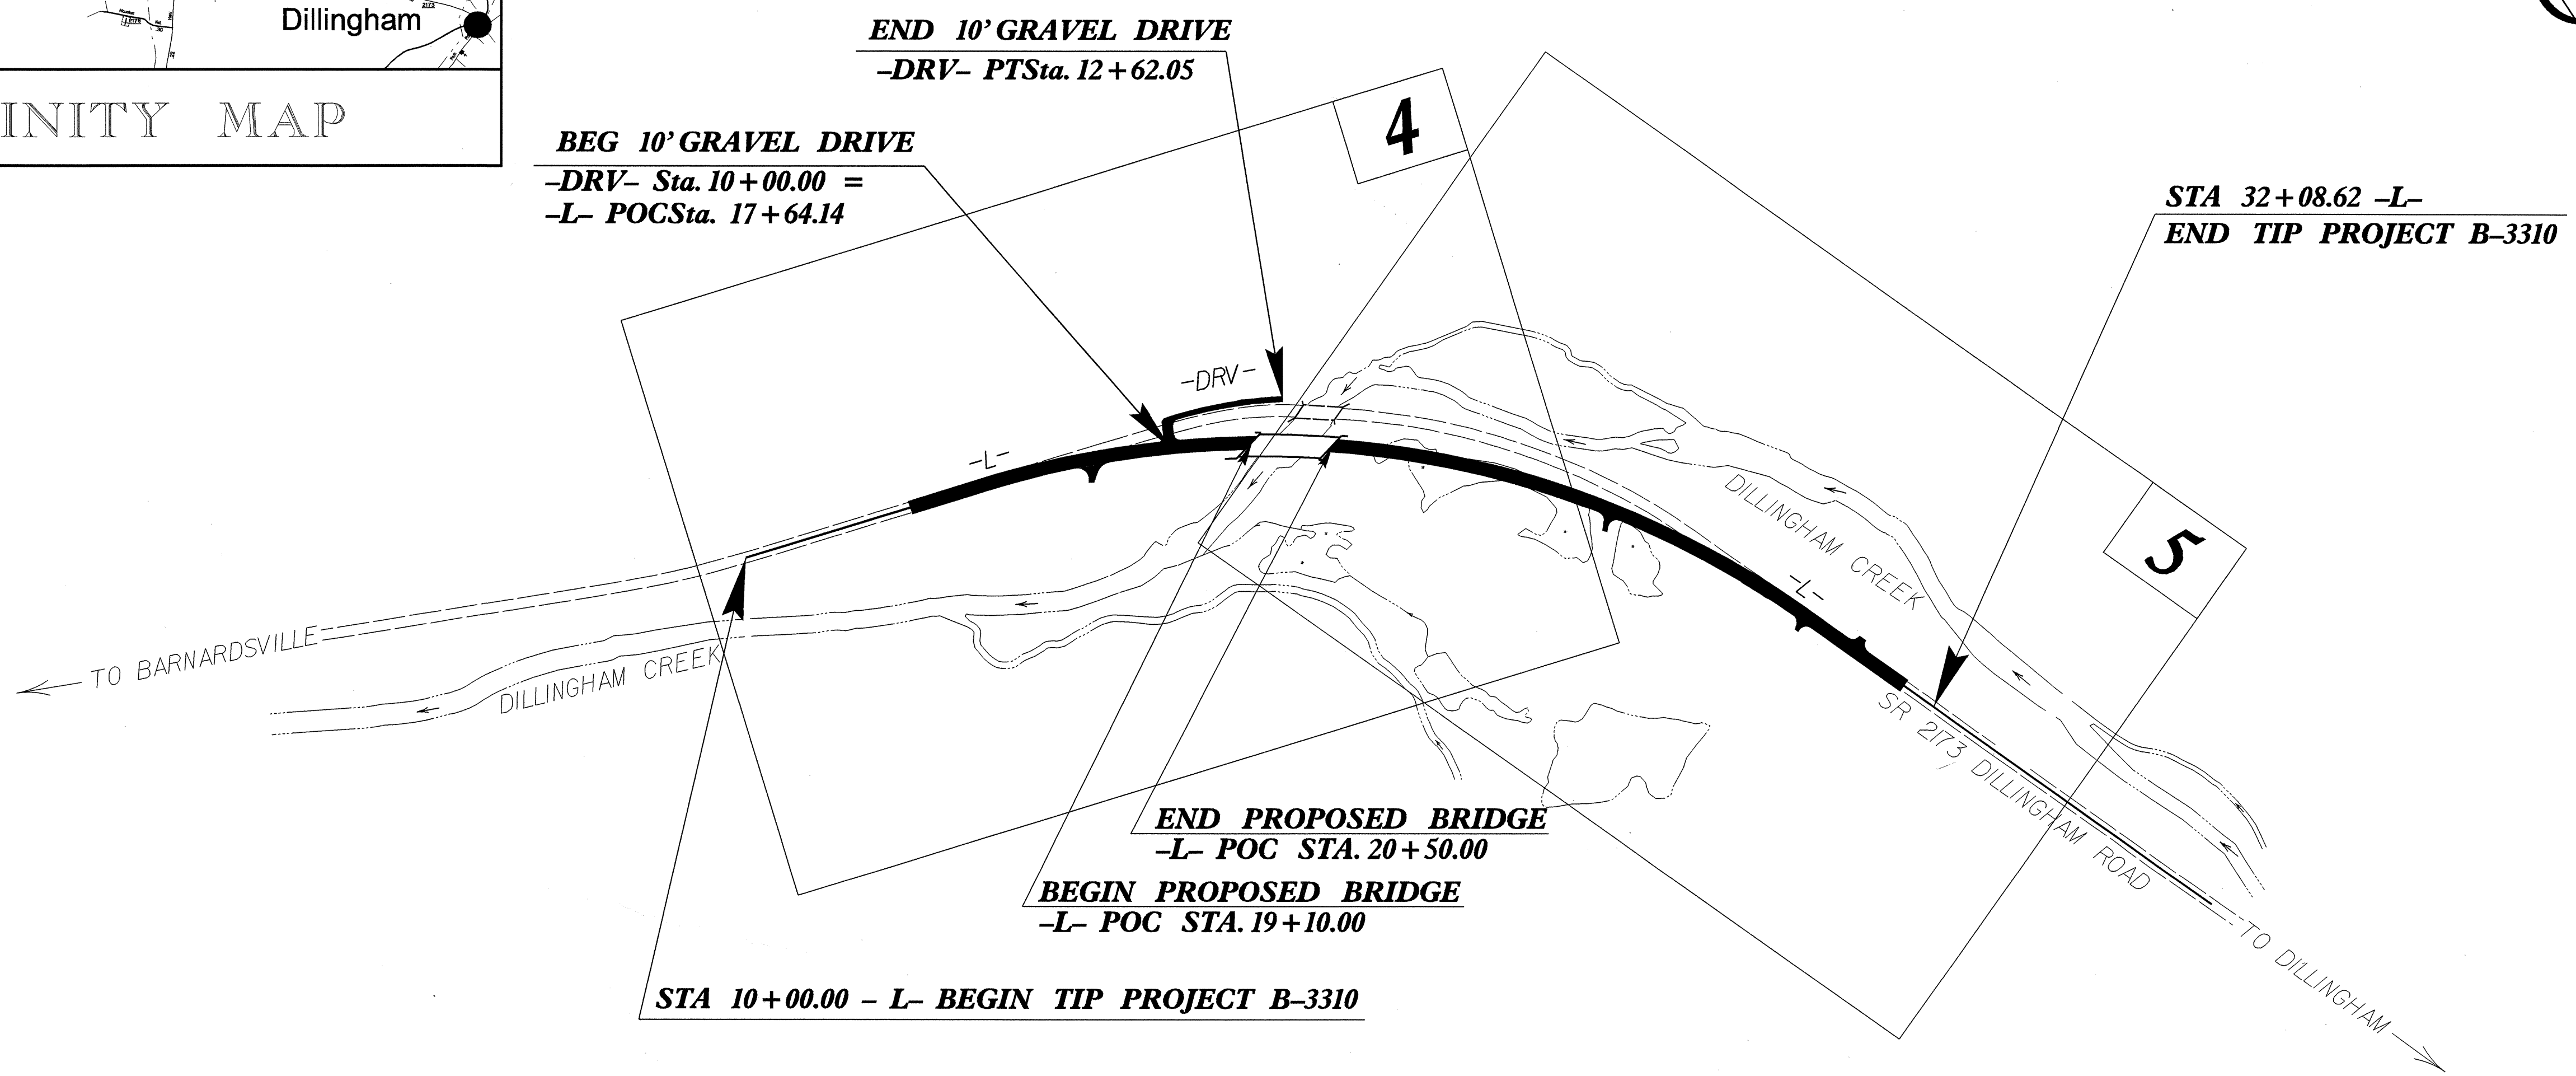 Dillingham
INITY MAP
END 10' GRAVEL DRIVE
-DRV- PTSta. 12+62.05
BEG 10' GRAVEL DRIVE
-DRV- Sta. 10+00.00 =
-L- POCSta. 17+64.14
4
STA 32+08.62 -L-
END TIP PROJECT B-3310
-DRV-
-L-
5
DILLINGHAM CREEK
-L-
TO BARNARDSVILLE
DILLINGHAM CREEK
SR 2173 DILLINGHAM ROAD
END PROPOSED BRIDGE
-L- POC STA. 20+50.00
BEGIN PROPOSED BRIDGE
-L- POC STA. 19+10.00
TO DILLINGHAM
STA 10+00.00 - L- BEGIN TIP PROJECT B-3310